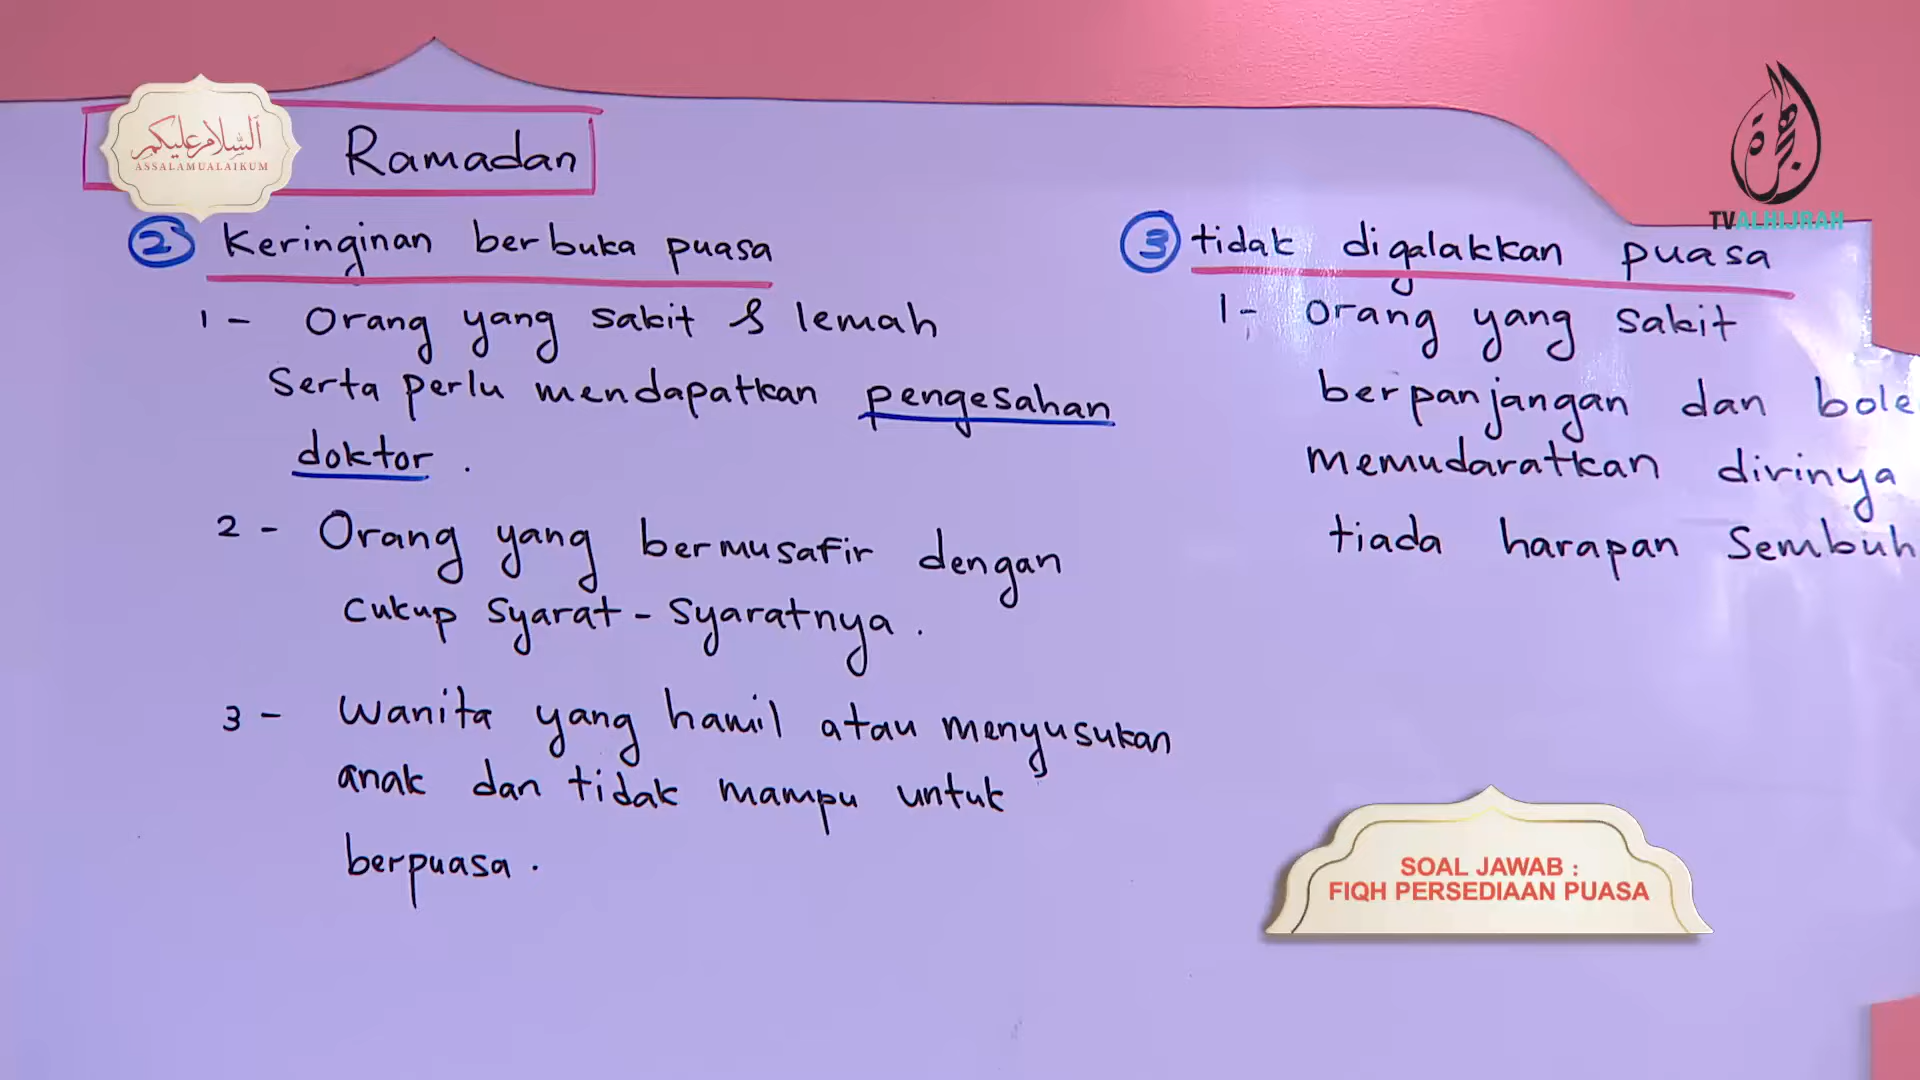 السلام عليكم
ASSALAMUALAIKUM
Ramadan
TVALHIJRAH
2 Keringinan berbuka puasa
1 - Orang yang sakit & lemah
serta perlu mendapatkan pengesahan
doktor .
2 - Orang yang bermusafir dengan
cukup syarat - syaratnya .
3 - Wanita yang hamil atau menyusukan
anak dan tidak mampu untuk
berpuasa .
3 tidak digalakkan puasa
1 - orang yang sakit
berpanjangan dan bole
memudaratkan dirinya
tiada harapan sembuh
SOAL JAWAB :
FIQH PERSEDIAAN PUASA